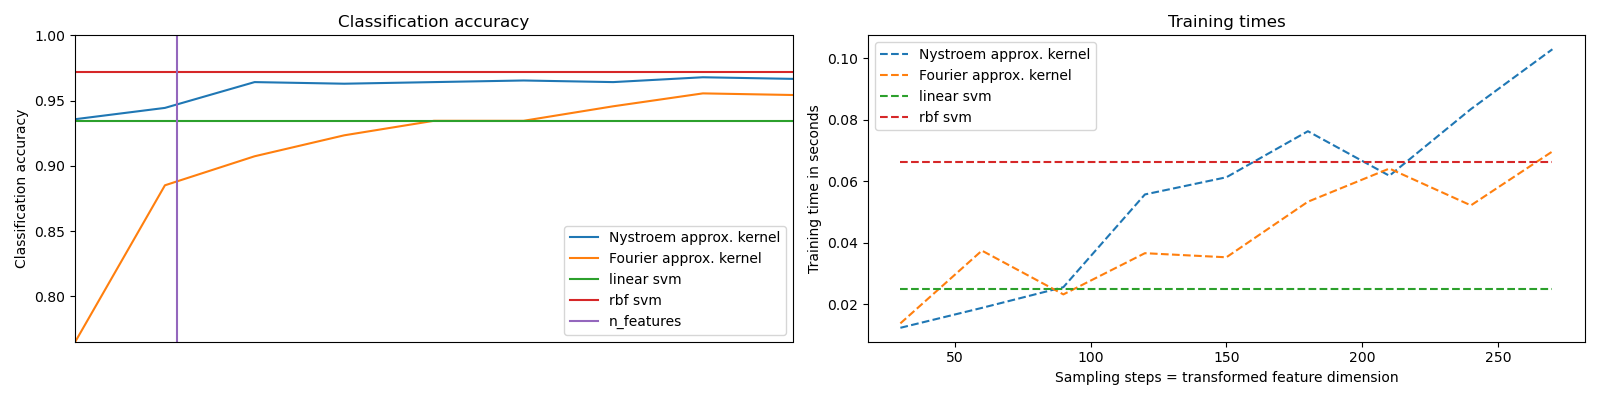 Classification accuracy
Classification accuracy
1.00
0.95
0.90
0.85
0.80
Nystroem approx. kernel
Fourier approx. kernel
linear svm
rbf svm
n_features
Training times
Training time in seconds
0.10
0.08
0.06
0.04
0.02
Nystroem approx. kernel
Fourier approx. kernel
linear svm
rbf svm
50 100 150 200 250
Sampling steps = transformed feature dimension